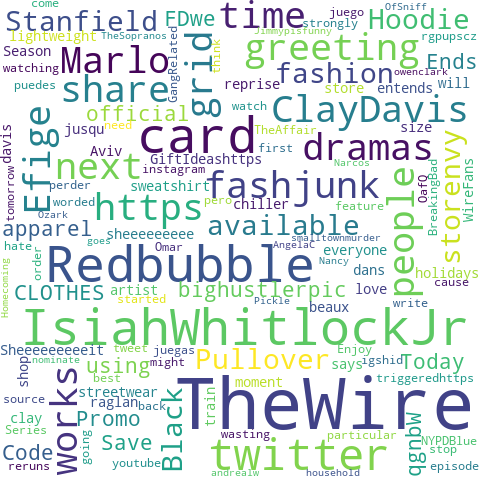 come
OfSniff
Stanfield
EDwe
time
strongly
juego
Hoodie
lightweight
TheSopranos
Jimmypisfunny
rgpupscz
Season
Marlo
grid
GangRelated
greeting
Ends
watching
think
owenclark
puedes
share
reprise
fashion
entends
will
store
official
ClayDavis
Efige
jusqu
card
watch
TheAffair
size
davis
Aviv
GiftIdeashttps
first
dramas
storenvy
next
instagram
Narcos
OafQ
BreakingBad
WireFans
tomorrow
perder
sweatshirt
fashjunk
people
worded
https
pero
chiller
feature
Ozark
apparel
sheeeeeeeee
available
smalltownmurder
goes
Omar
AngelaC
everyone
hate
Redbubble
Nancy
order
dans
holidays
CLOTHES
artist
bighustlerpic
love
cause
Homecoming
started
Pickle
beaux
write
IsiahWhitlockJr
Sheeeeeeeeeit
tweet
juegas
Pullover
Enjoy
Today
works
using
might
says
igshid
shop
nominate
best
moment
triggeredhttps
source
streetwear
Black
train
TheWire
clay
raglan
back
particular
Series
Promo
NYPDBlue
Code
going
Save
wasting
twitter
qgnbW
stop
reruns
youtube
andrealw
household
episode
need